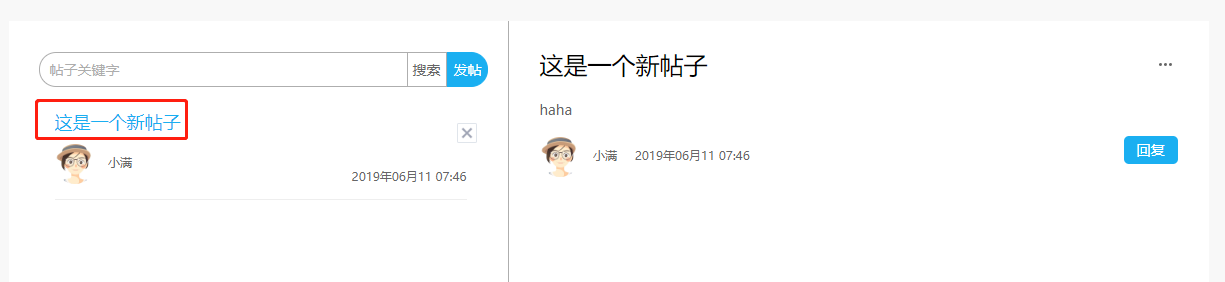 帖子关键字 搜索 发帖
这是一个新帖子
小满
2019年06月11 07:46
这是一个新帖子
haha
小满 2019年06月11 07:46
回复